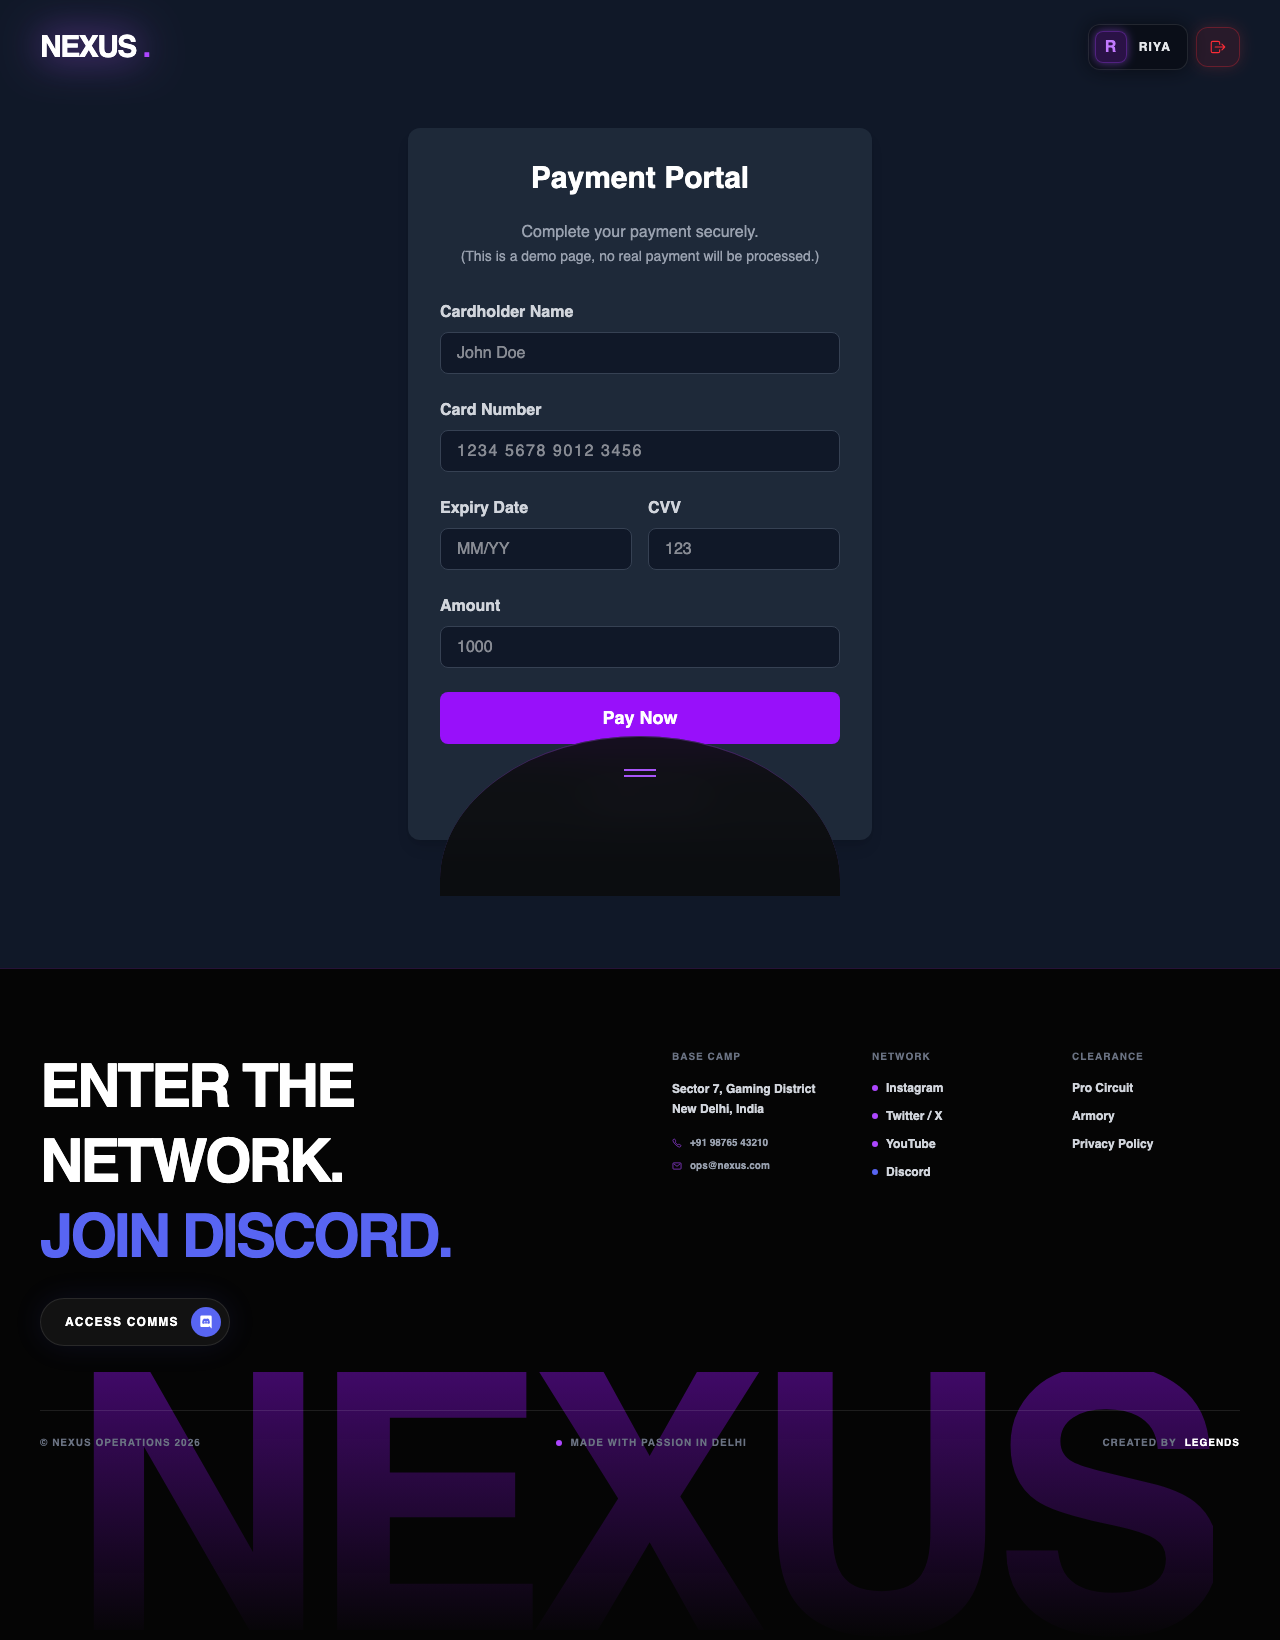 NEXUS .
R RIYA
Payment Portal
Complete your payment securely.
(This is a demo page, no real payment will be processed.)
Cardholder Name
John Doe
Card Number
1234 5678 9012 3456
Expiry Date
CVV
MM/YY
123
Amount
1000
Pay Now
ENTER THE
NETWORK.
JOIN DISCORD.
ACCESS COMMS
BASE CAMP
Sector 7, Gaming District
New Delhi, India
+91 98765 43210
ops@nexus.com
NETWORK
Instagram
Twitter / X
YouTube
Discord
CLEARANCE
Pro Circuit
Armory
Privacy Policy
NEXUS
© NEXUS OPERATIONS 2026
MADE WITH PASSION IN DELHI
CREATED BY LEGENDS